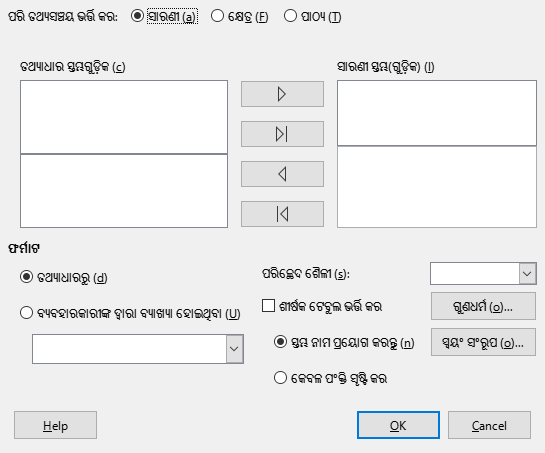 ପରି ତଥ୍ୟସଞ୍ଚୟ ଭର୍ତ୍ତି କର: ସାରଣୀ (a) କ୍ଷେତ୍ର (F) ପାଠ୍ୟ (T)
ତଥ୍ୟାଧାର ସ୍ତମ୍ଭଗୁଡ଼ିକ (c) ସାରଣୀ ସ୍ତମ୍ଭ(ଗୁଡ଼ିକ) (l)
ଫର୍ମାଟ
ତଥ୍ୟାଧାରରୁ (d) ପରିଚ୍ଛେଦ ଶୈଳୀ (s):
ଶୀର୍ଷକ ଟେବୁଲ ଭର୍ତ୍ତି କର ଗୁଣଧର୍ମ (o)...
ବ୍ୟବହାରକାରୀଙ୍କ ଦ୍ୱାରା ବ୍ୟାଖ୍ୟା ହୋଇଥିବା (U)
ସ୍ତମ୍ଭ ନାମ ପ୍ରୟୋଗ କରନ୍ତୁ (n) ସ୍ୱୟଂ ସଂରୂପ (o)...
କେବଳ ପଂକ୍ତି ସୃଷ୍ଟି କର
Help OK Cancel